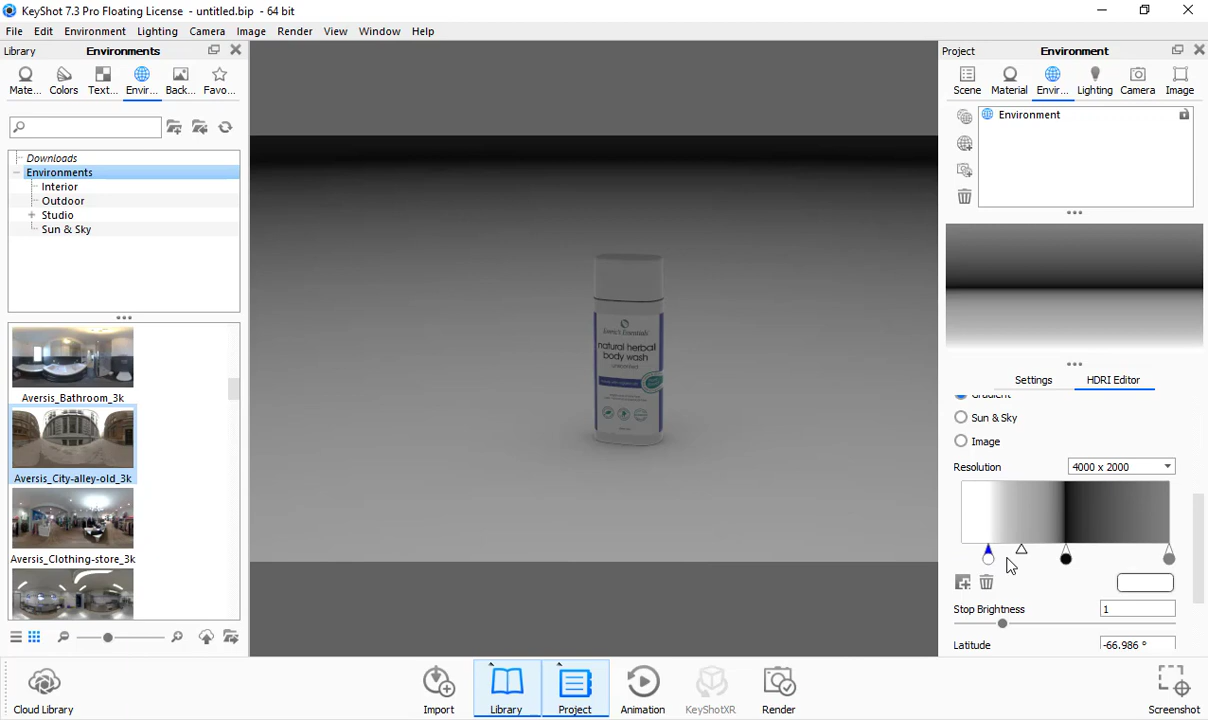 KeyShot 7.3 Pro Floating License - untitled.bip - 64 bit
File Edit Environment Lighting Camera Image Render View Window Help
Library Environments
Mate... Colors Text... Envir... Back... Favo...
Downloads
Environments
Interior
Outdoor
Studio
Sun & Sky
Aversis_Bathroom_3k
Aversis_City-alley-old_3k
Aversis_Clothing-store_3k
natural herbal
body wash
Project Environment
Scene Material Envir... Lighting Camera Image
Environment
Settings HDRI Editor
Gradient
Sun & Sky
Image
Resolution 4000 x 2000
Stop Brightness 1
Latitude -66.986 °
Cloud Library Import Library Project Animation KeyShotXR Render Screenshot